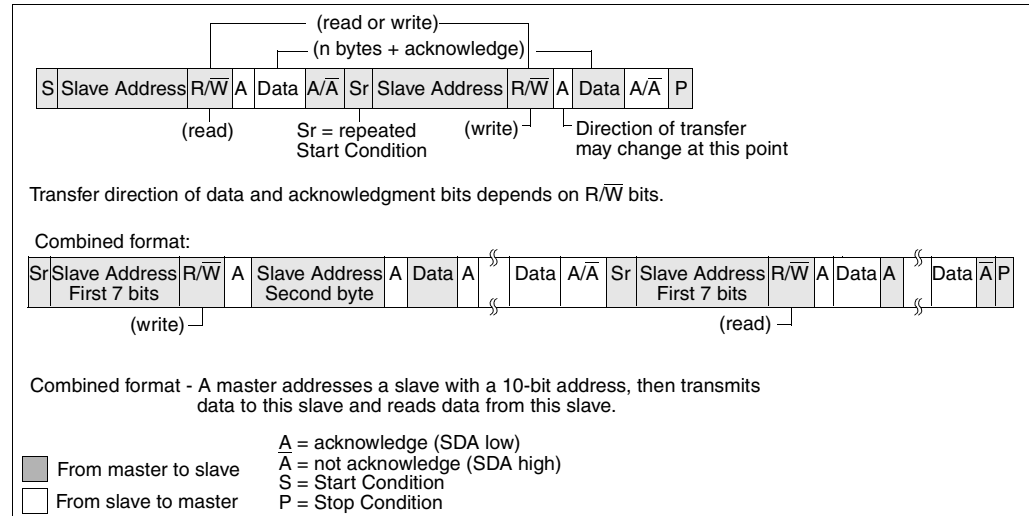 (read or write)
(n bytes + acknowledge)
S Slave Address R/W̅ A Data A/A̅ Sr Slave Address R/W̅ A Data A/A̅ P
(read) Sr = repeated Start Condition (write) Direction of transfer may change at this point
Transfer direction of data and acknowledgment bits depends on R/W̅ bits.
Combined format:
Sr Slave Address First 7 bits R/W̅ A Slave Address Second byte A Data A Data A/A̅ Sr Slave Address First 7 bits R/W̅ A Data A Data A̅ P
(write) (read)
Combined format - A master addresses a slave with a 10-bit address, then transmits
data to this slave and reads data from this slave.
A = acknowledge (SDA low)
A̅ = not acknowledge (SDA high)
S = Start Condition
P = Stop Condition
From master to slave
From slave to master